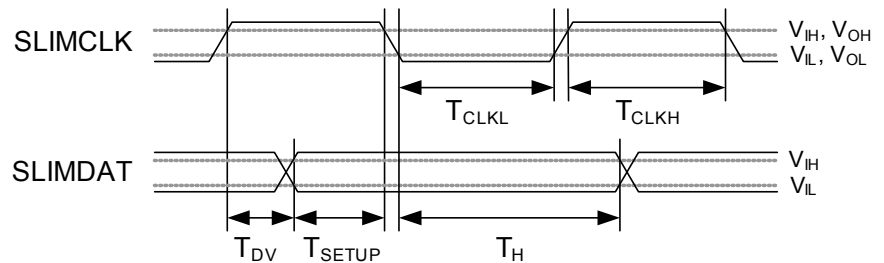 SLIMCLK
V_IH, V_OH
V_IL, V_OL
T_CLKL
T_CLKH
SLIMDAT
V_IH
V_IL
T_DV
T_SETUP
T_H